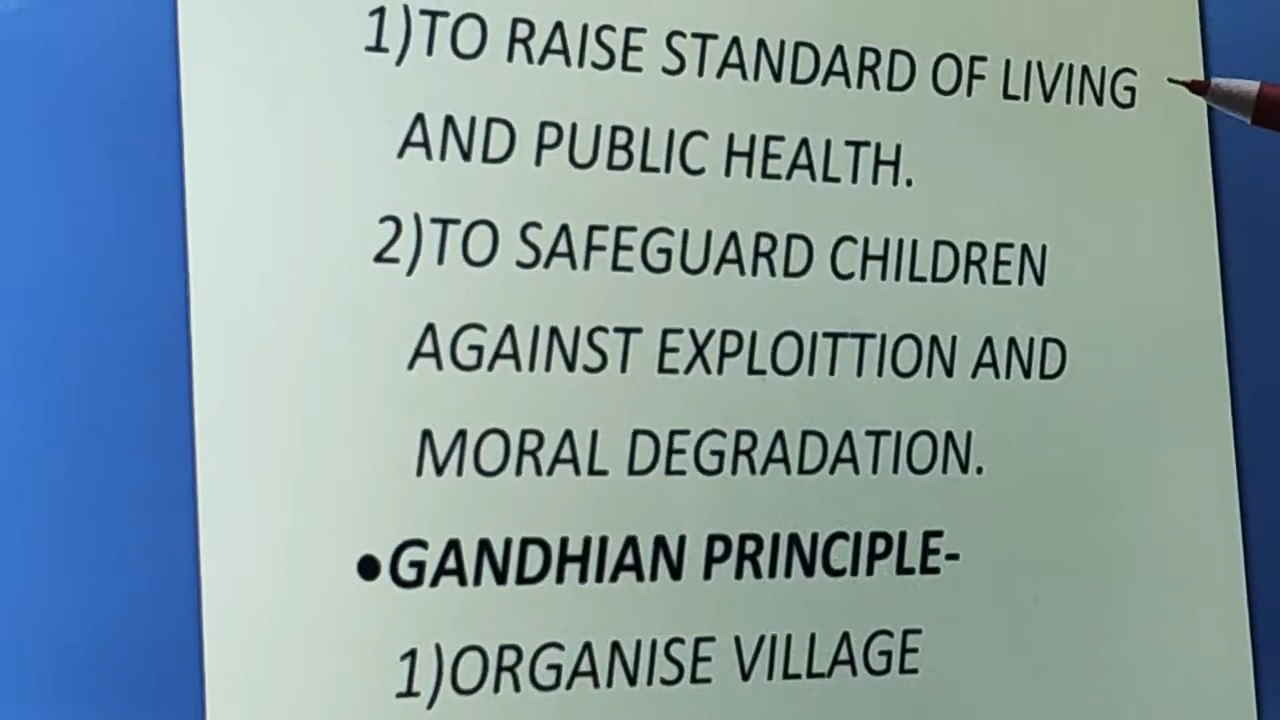 1)TO RAISE STANDARD OF LIVING
AND PUBLIC HEALTH.
2)TO SAFEGUARD CHILDREN
AGAINST EXPLOITTION AND
MORAL DEGRADATION.
•GANDHIAN PRINCIPLE-
1)ORGANISE VILLAGE